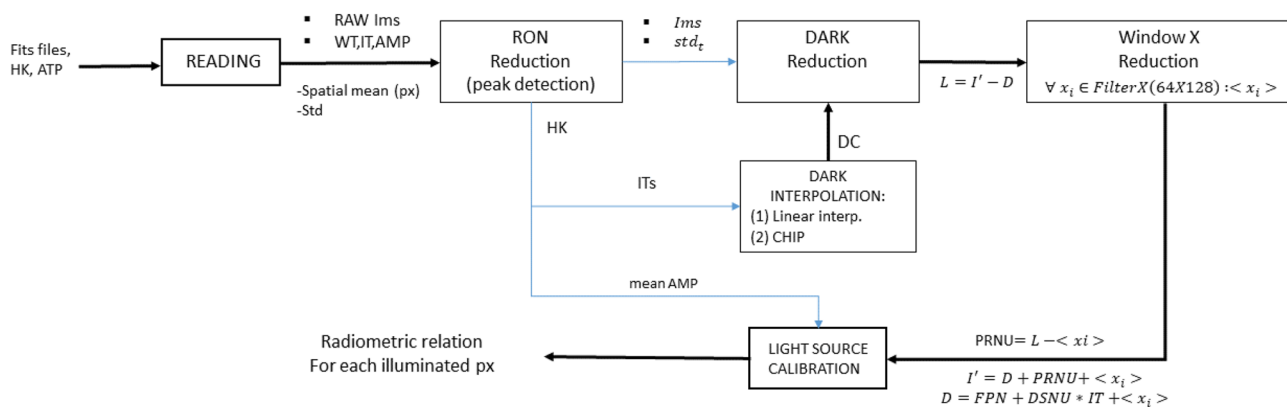 Fits files,
HK, ATP
READING
▪ RAW Ims
▪ WT,IT,AMP
-Spatial mean (px)
-Std
RON
Reduction
(peak detection)
▪ Ims
▪ std_t
DARK
Reduction
L = I′ − D
Window X
Reduction
∀ x_i ∈ FilterX(64X128) :< x_i >
HK
DC
ITs
DARK
INTERPOLATION:
(1) Linear interp.
(2) CHIP
mean AMP
Radiometric relation
For each illuminated px
LIGHT SOURCE
CALIBRATION
PRNU= L −< xi >
I′ = D + PRNU+ < x_i >
D = FPN + DSNU * IT +< x_i >